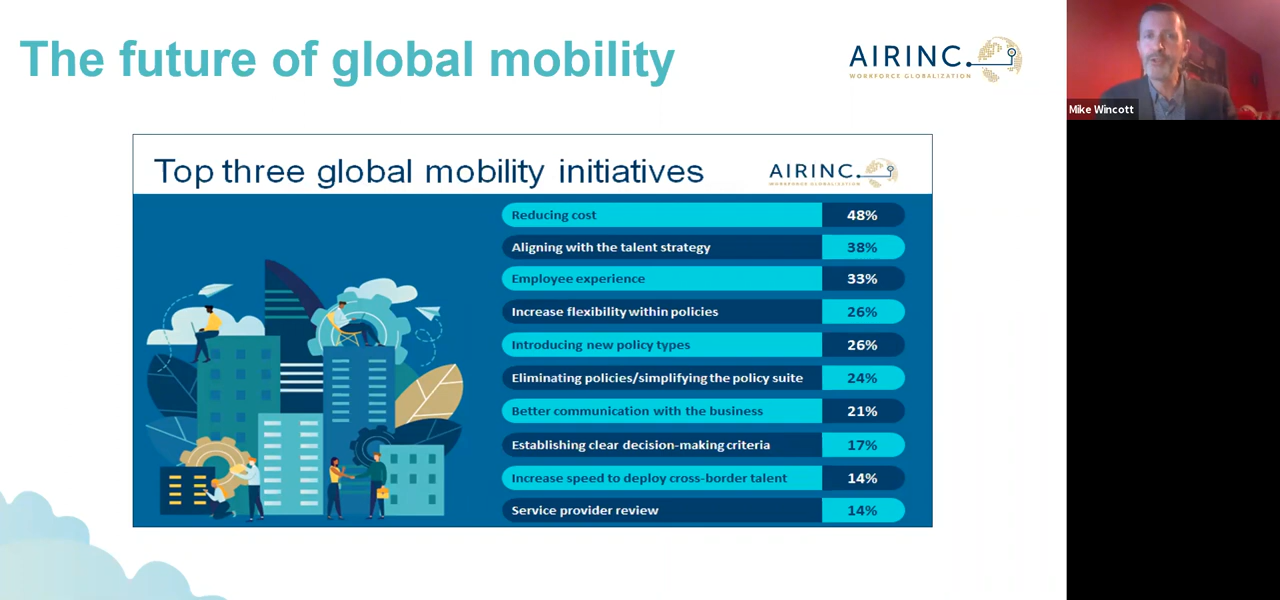 The future of global mobility
AIRINC.
WORKFORCE GLOBALIZATION
Mike Wincott
Top three global mobility initiatives
AIRINC.
WORKFORCE GLOBALIZATION
Reducing cost 48%
Aligning with the talent strategy 38%
Employee experience 33%
Increase flexibility within policies 26%
Introducing new policy types 26%
Eliminating policies/simplifying the policy suite 24%
Better communication with the business 21%
Establishing clear decision-making criteria 17%
Increase speed to deploy cross-border talent 14%
Service provider review 14%